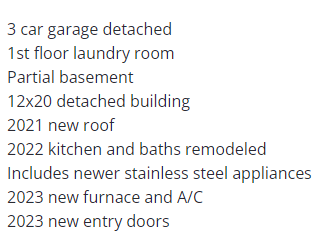 3 car garage detached
1st floor laundry room
Partial basement
12x20 detached building
2021 new roof
2022 kitchen and baths remodeled
Includes newer stainless steel appliances
2023 new furnace and A/C
2023 new entry doors